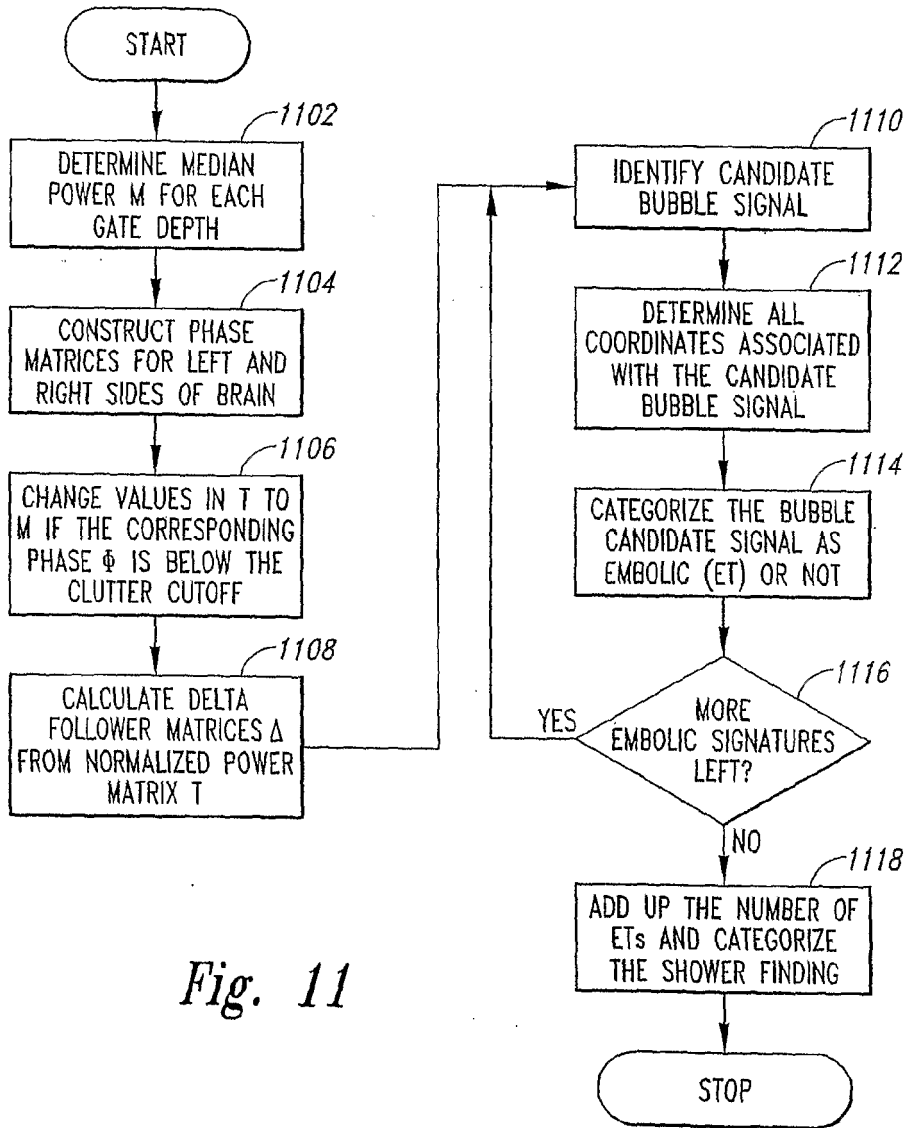 START
1102
DETERMINE MEDIAN
POWER M FOR EACH
GATE DEPTH
1104
CONSTRUCT PHASE
MATRICES FOR LEFT AND
RIGHT SIDES OF BRAIN
1106
CHANGE VALUES IN T TO
M IF THE CORRESPONDING
PHASE Φ IS BELOW THE
CLUTTER CUTOFF
1108
CALCULATE DELTA
FOLLOWER MATRICES Δ
FROM NORMALIZED POWER
MATRIX T
1110
IDENTIFY CANDIDATE
BUBBLE SIGNAL
1112
DETERMINE ALL
COORDINATES ASSOCIATED
WITH THE CANDIDATE
BUBBLE SIGNAL
1114
CATEGORIZE THE BUBBLE
CANDIDATE SIGNAL AS
EMBOLIC (ET) OR NOT
1116
YES
MORE
EMBOLIC SIGNATURES
LEFT?
NO
1118
ADD UP THE NUMBER OF
ETs AND CATEGORIZE
THE SHOWER FINDING
STOP
Fig. 11